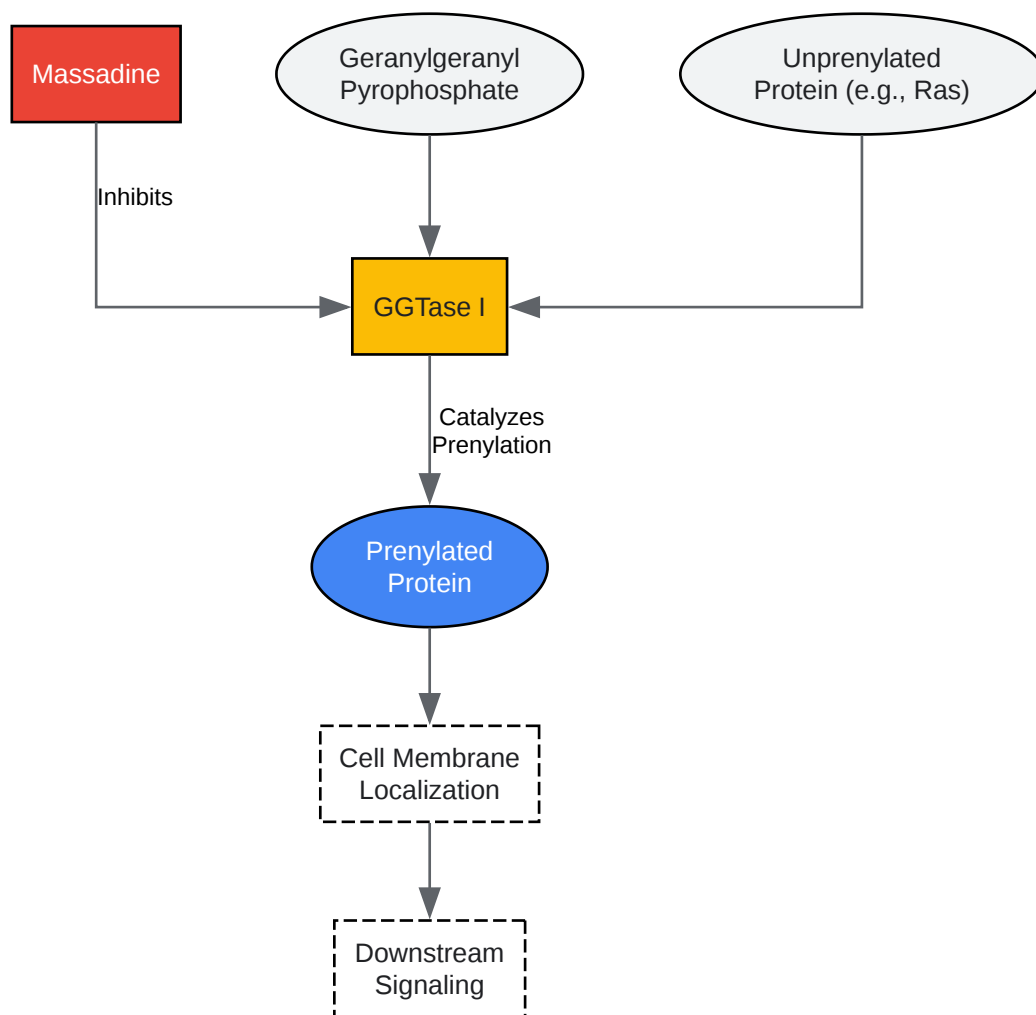 Massadine
Geranylgeranyl
Pyrophosphate
Unprenylated
Protein (e.g., Ras)
Inhibits
GGTase I
Catalyzes
Prenylation
Prenylated
Protein
Cell Membrane
Localization
Downstream
Signaling